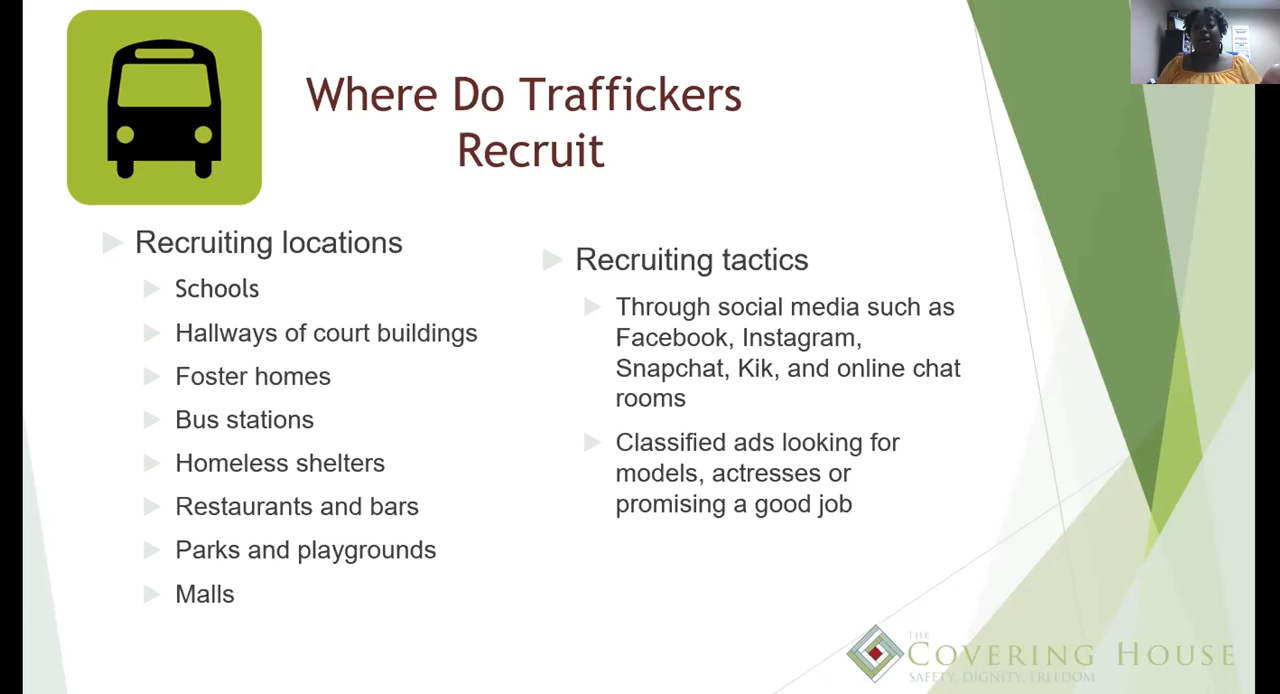 Where Do Traffickers
Recruit
Recruiting locations
Schools
Hallways of court buildings
Foster homes
Bus stations
Homeless shelters
Restaurants and bars
Parks and playgrounds
Malls
Recruiting tactics
Through social media such as
Facebook, Instagram,
Snapchat, Kik, and online chat
rooms
Classified ads looking for
models, actresses or
promising a good job
THE
COVERING HOUSE
SAFETY. DIGNITY. FREEDOM.